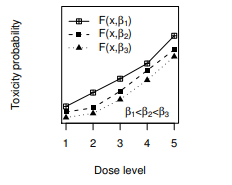 Toxicity probability
F(x,β₁)
F(x,β₂)
F(x,β₃)
β₁<β₂<β₃
1 2 3 4 5
Dose level